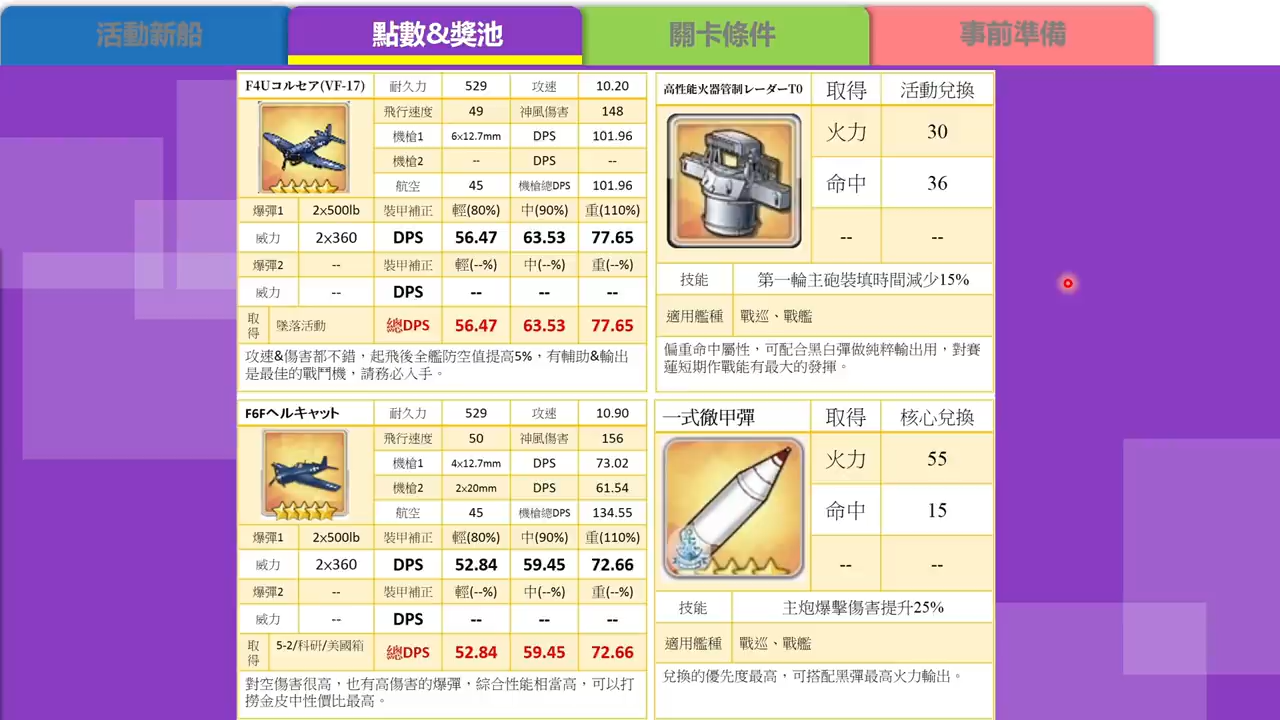 活動新船
點數&獎池
關卡條件
事前準備
F4Uコルセア(VF-17) 耐久力 529 攻速 10.20
飛行速度 49 神風傷害 148
機槍1 6x12.7mm DPS 101.96
機槍2 -- DPS --
航空 45 機槍總DPS 101.96
爆彈1 2x500lb 裝甲補正 輕(80%) 中(90%) 重(110%)
威力 2x360 DPS 56.47 63.53 77.65
爆彈2 -- 裝甲補正 輕(--%) 中(--%) 重(--%)
威力 -- DPS -- -- --
取得 墜落活動 總DPS 56.47 63.53 77.65
攻速&傷害都不錯，起飛後全艦防空值提高5%，有輔助&輸出
是最佳的戰鬥機，請務必入手。
高性能火器管制レーダーT0 取得 活動兌換
火力 30
命中 36
-- --
技能 第一輪主砲裝填時間減少15%
適用艦種 戰巡、戰艦
偏重命中屬性，可配合黑白彈做純粹輸出用，對賽
蓮短期作戰能有最大的發揮。
F6Fヘルキャット 耐久力 529 攻速 10.90
飛行速度 50 神風傷害 156
機槍1 4x12.7mm DPS 73.02
機槍2 2x20mm DPS 61.54
航空 45 機槍總DPS 134.55
爆彈1 2x500lb 裝甲補正 輕(80%) 中(90%) 重(110%)
威力 2x360 DPS 52.84 59.45 72.66
爆彈2 -- 裝甲補正 輕(--%) 中(--%) 重(--%)
威力 -- DPS -- -- --
取得 5-2/科研/美國箱 總DPS 52.84 59.45 72.66
對空傷害很高，也有高傷害的爆彈，綜合性能相當高，可以打
撈金皮中性價比最高。
一式徹甲彈 取得 核心兌換
火力 55
命中 15
-- --
技能 主炮爆擊傷害提升25%
適用艦種 戰巡、戰艦
兌換的優先度最高，可搭配黑彈最高火力輸出。